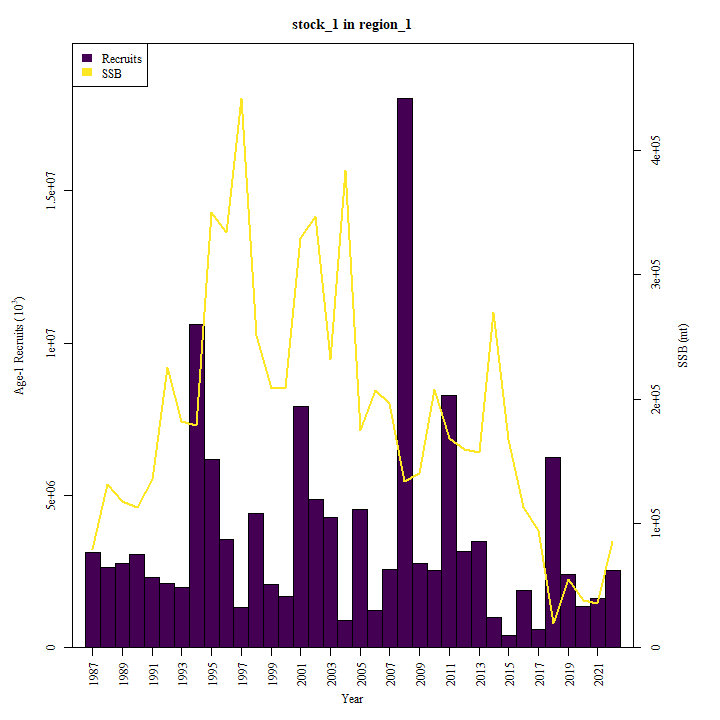 stock_1 in region_1
Recruits
SSB
Age-1 Recruits (10³)
0
5e+06
1e+07
1.5e+07
SSB (mt)
0
1e+05
2e+05
3e+05
4e+05
1987 1989 1991 1993 1995 1997 1999 2001 2003 2005 2007 2009 2011 2013 2015 2017 2019 2021
Year